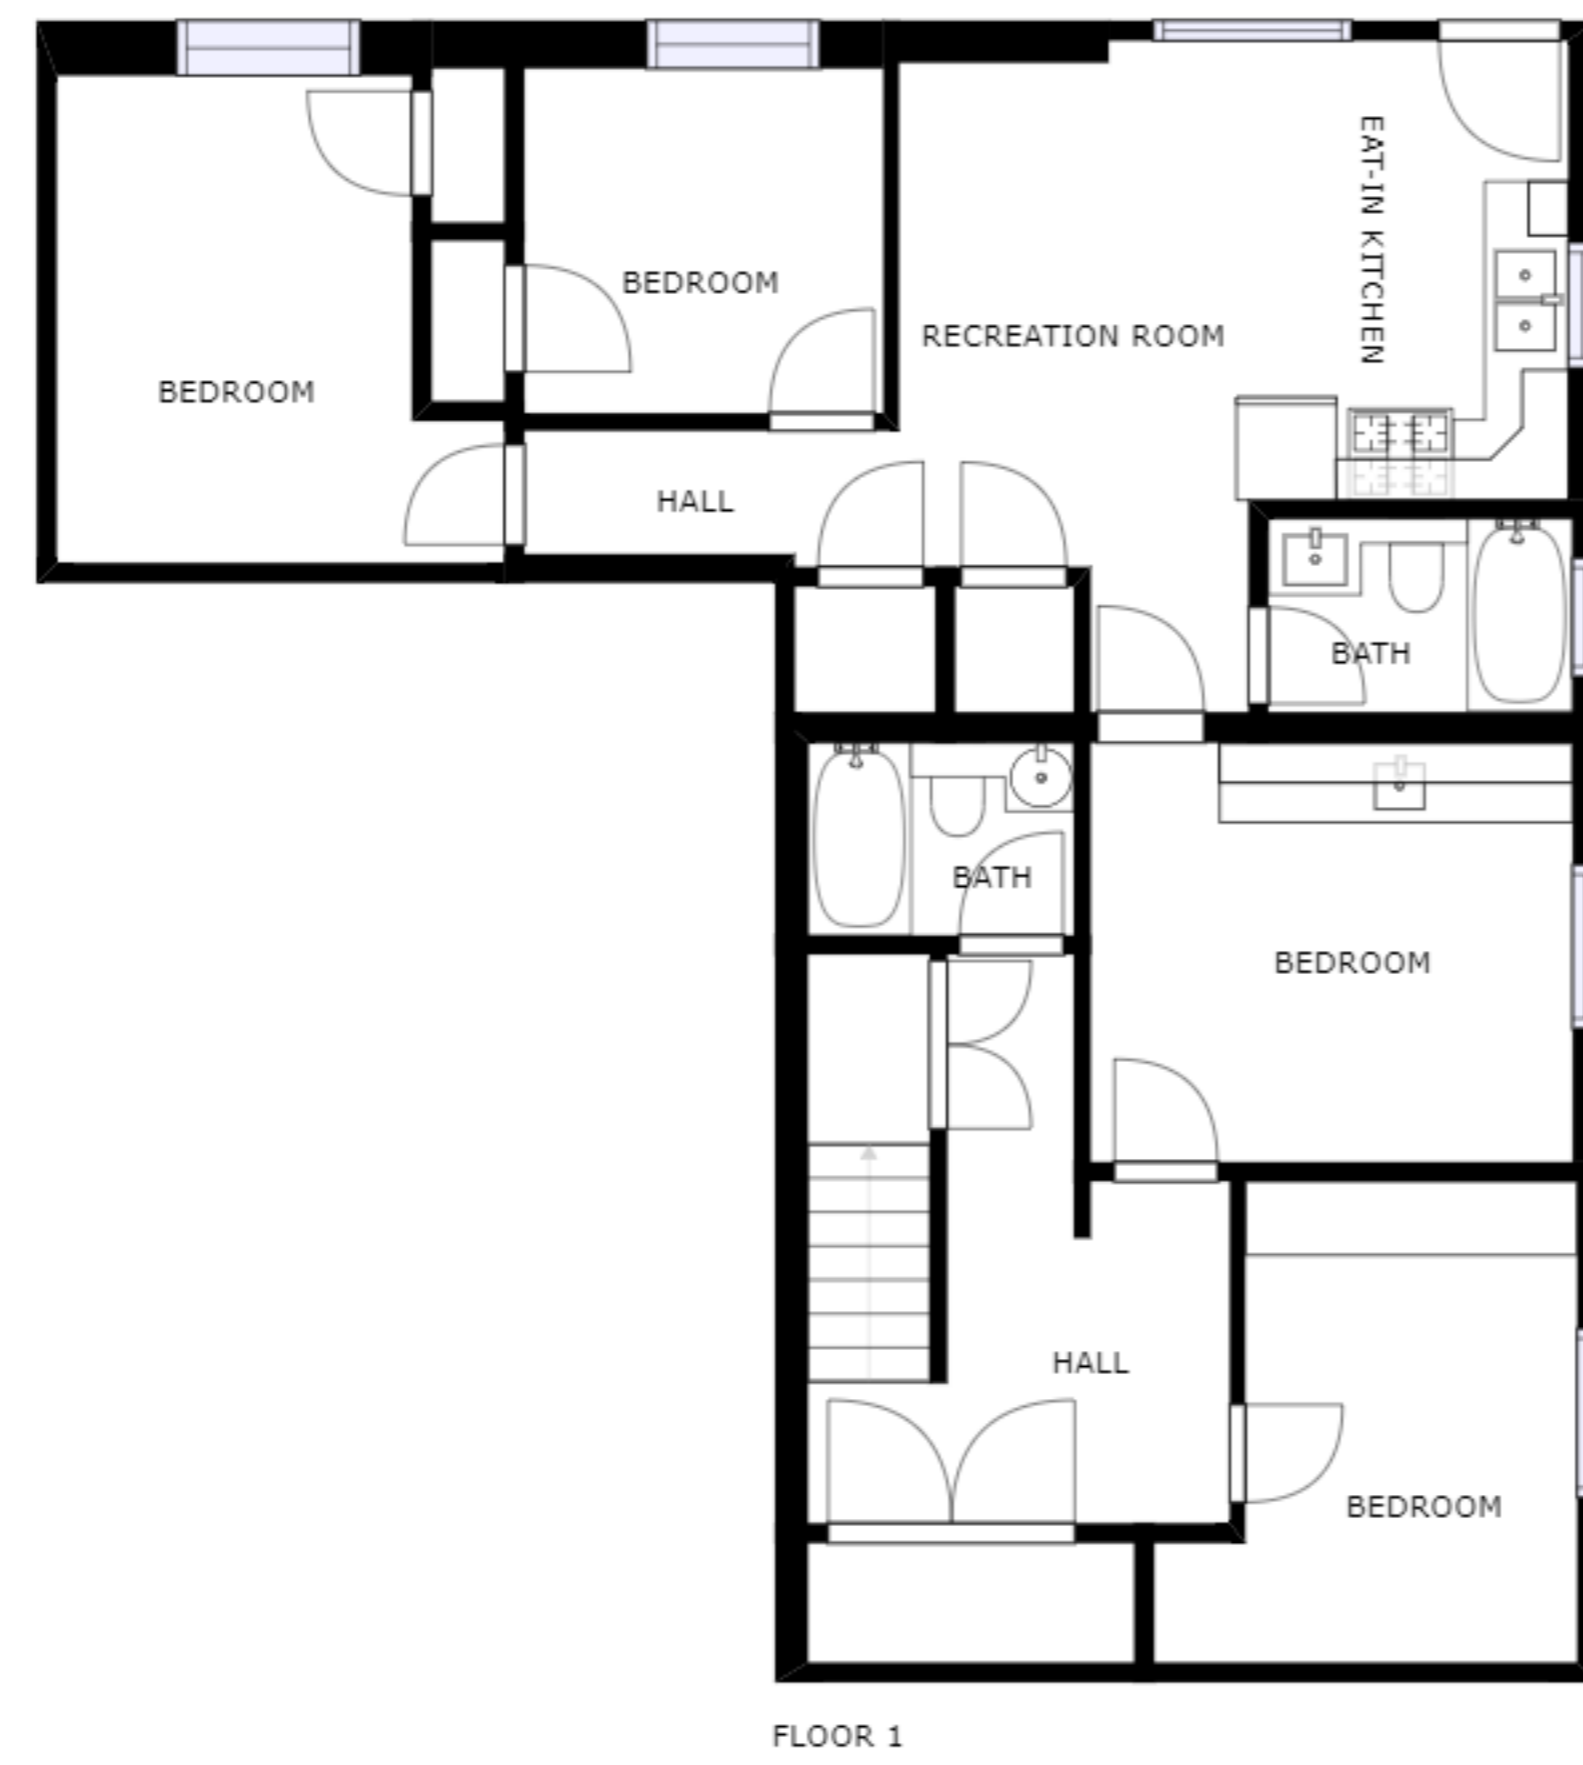 EAT-IN KITCHEN
BEDROOM
RECREATION ROOM
BEDROOM
HALL
BATH
BATH
BEDROOM
HALL
BEDROOM
FLOOR 1